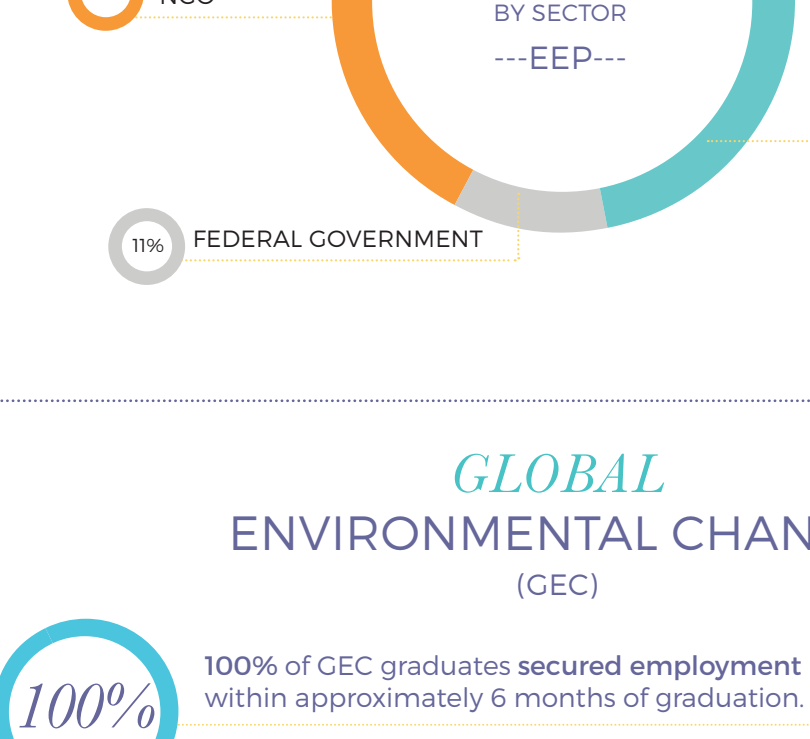 NGO
BY SECTOR
---EEP---
11%
FEDERAL GOVERNMENT
GLOBAL
ENVIRONMENTAL CHAN
(GEC)
100%
100% of GEC graduates secured employment
within approximately 6 months of graduation.